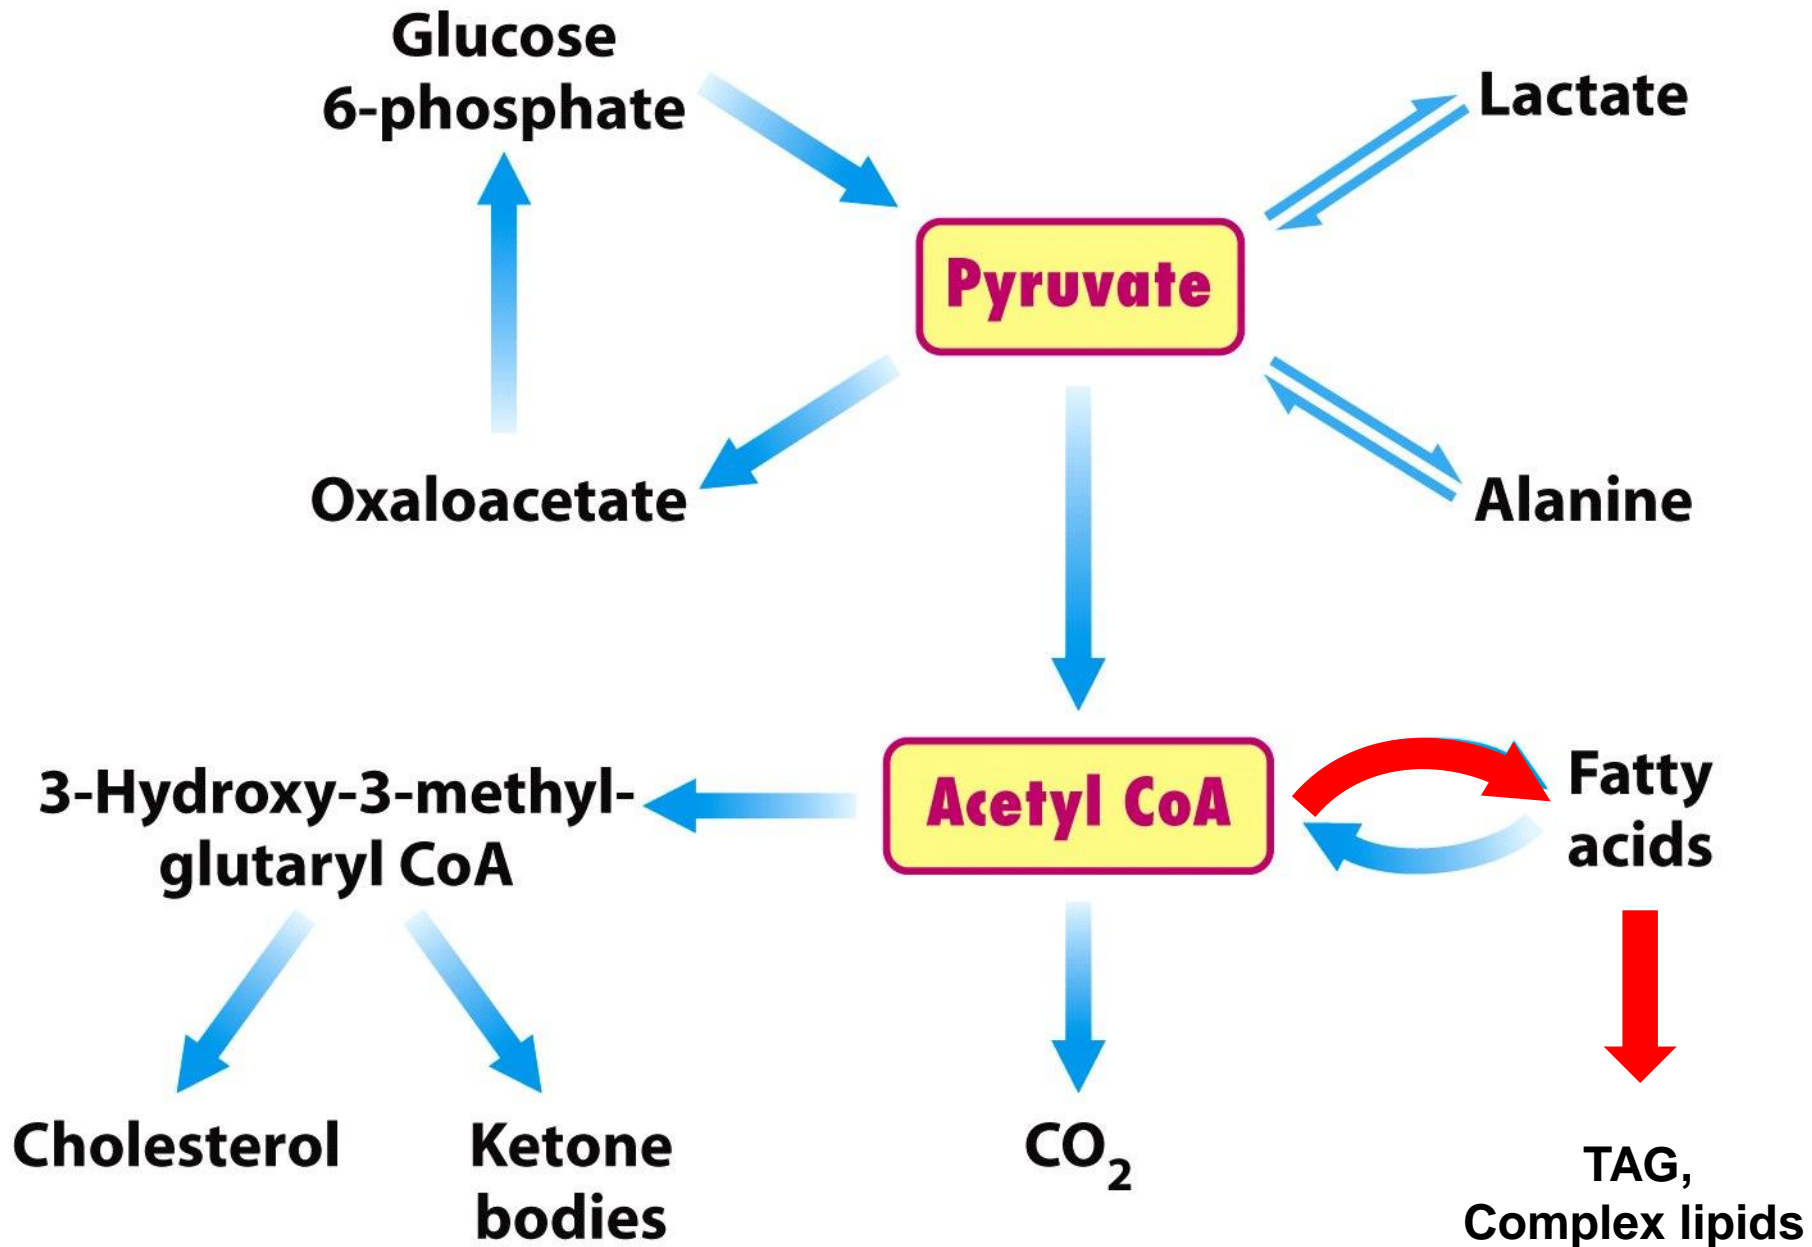 Glucose
6-phosphate
Lactate
Pyruvate
Oxaloacetate
Alanine
3-Hydroxy-3-methyl-
glutaryl CoA
Acetyl CoA
Fatty
acids
Cholesterol
Ketone
bodies
CO₂
TAG,
Complex lipids